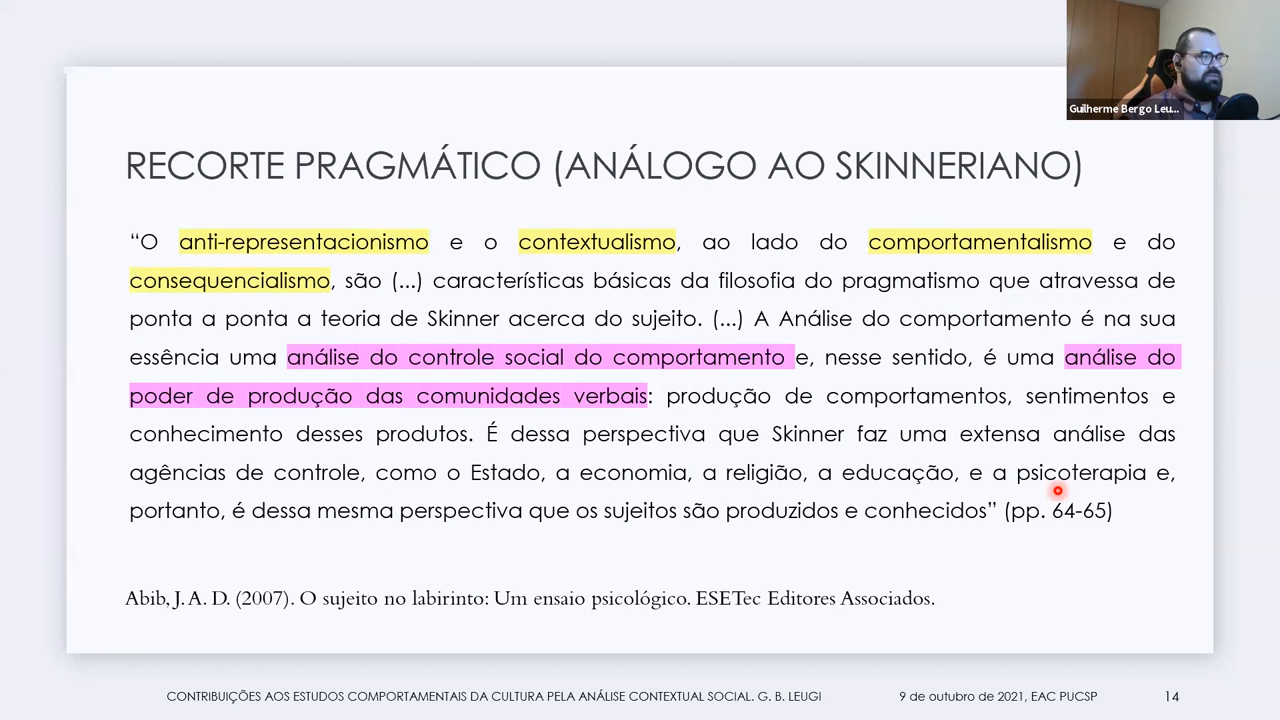 Guilherme Bergo Leu...
RECORTE PRAGMÁTICO (ANÁLOGO AO SKINNERIANO)
“O anti-representacionismo e o contextualismo, ao lado do comportamentalismo e do
consequencialismo, são (...) características básicas da filosofia do pragmatismo que atravessa de
ponta a ponta a teoria de Skinner acerca do sujeito. (...) A Análise do comportamento é na sua
essência uma análise do controle social do comportamento e, nesse sentido, é uma análise do
poder de produção das comunidades verbais: produção de comportamentos, sentimentos e
conhecimento desses produtos. É dessa perspectiva que Skinner faz uma extensa análise das
agências de controle, como o Estado, a economia, a religião, a educação, e a psicoterapia e,
portanto, é dessa mesma perspectiva que os sujeitos são produzidos e conhecidos” (pp. 64-65)
Abib, J. A. D. (2007). O sujeito no labirinto: Um ensaio psicológico. ESETec Editores Associados.
CONTRIBUIÇÕES AOS ESTUDOS COMPORTAMENTAIS DA CULTURA PELA ANÁLISE CONTEXTUAL SOCIAL. G. B. LEUGI
9 de outubro de 2021, EAC PUCSP
14